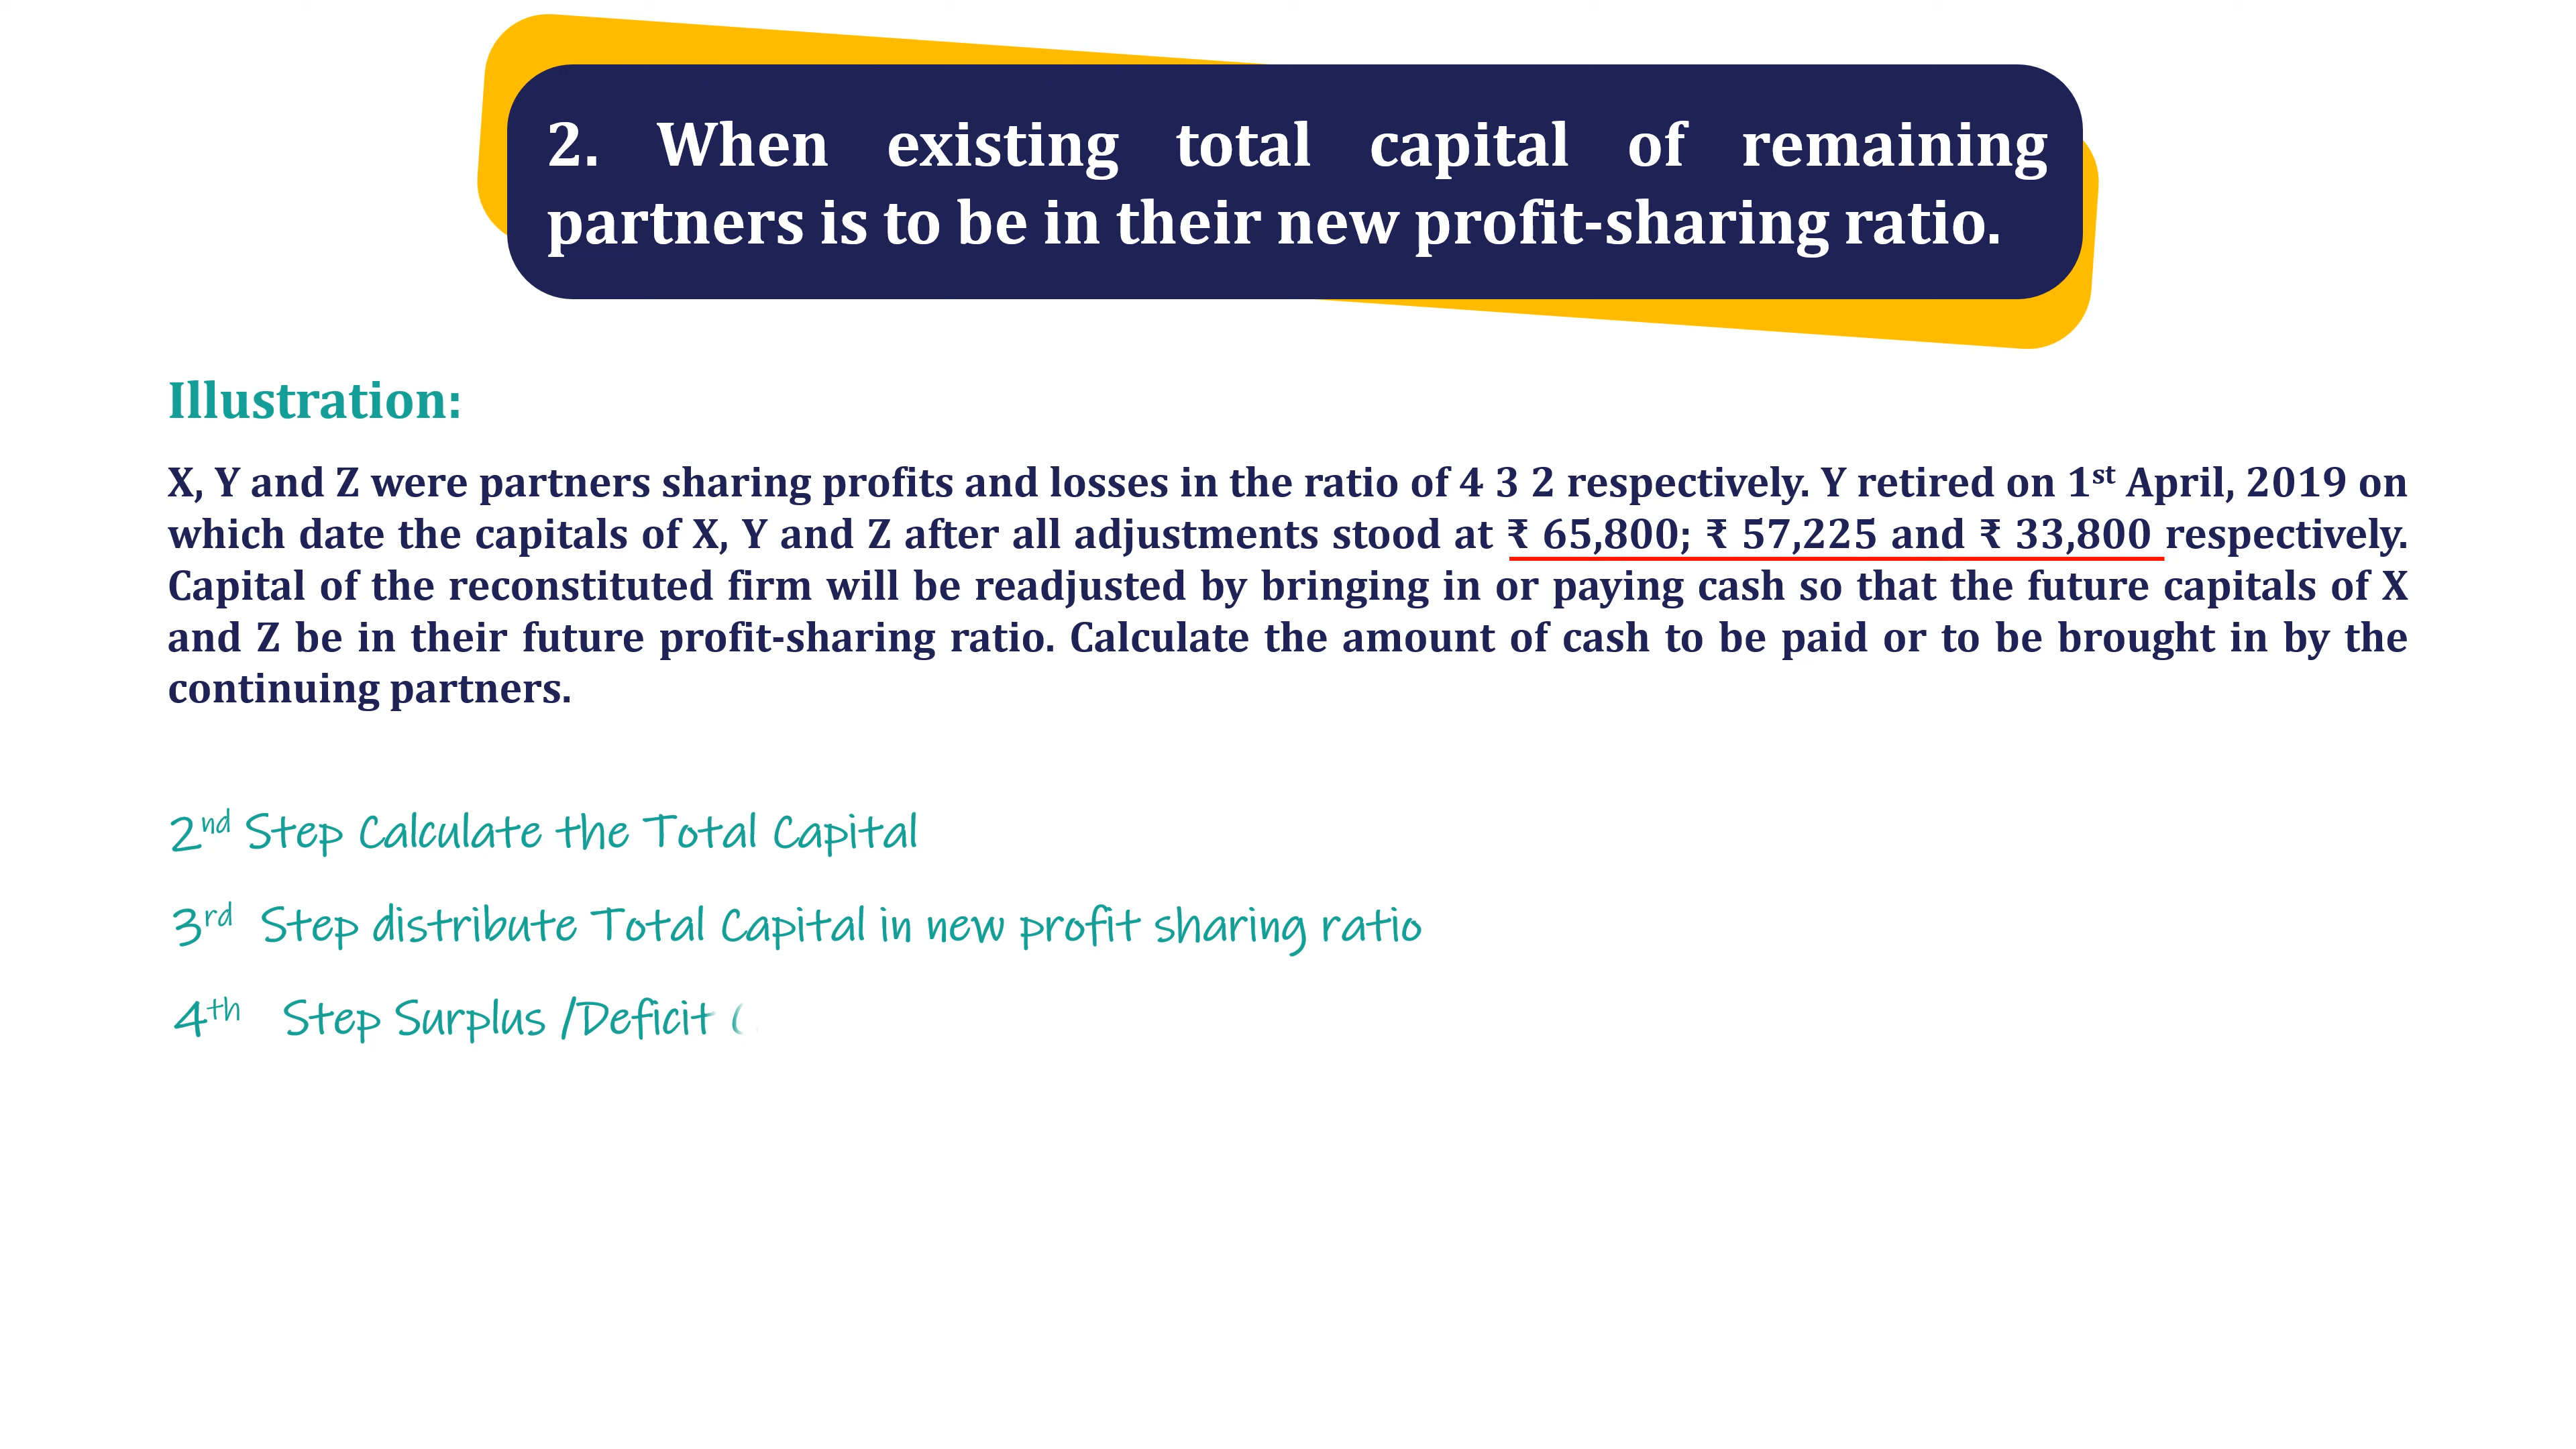 2. When existing total capital of remaining
partners is to be in their new profit-sharing ratio.
Illustration:
X, Y and Z were partners sharing profits and losses in the ratio of 4 3 2 respectively. Y retired on 1st April, 2019 on
which date the capitals of X, Y and Z after all adjustments stood at ₹ 65,800; ₹ 57,225 and ₹ 33,800 respectively.
Capital of the reconstituted firm will be readjusted by bringing in or paying cash so that the future capitals of X
and Z be in their future profit-sharing ratio. Calculate the amount of cash to be paid or to be brought in by the
continuing partners.
2nd Step Calculate the Total Capital
3rd Step distribute Total Capital in new profit sharing ratio
4th Step Surplus /Deficit